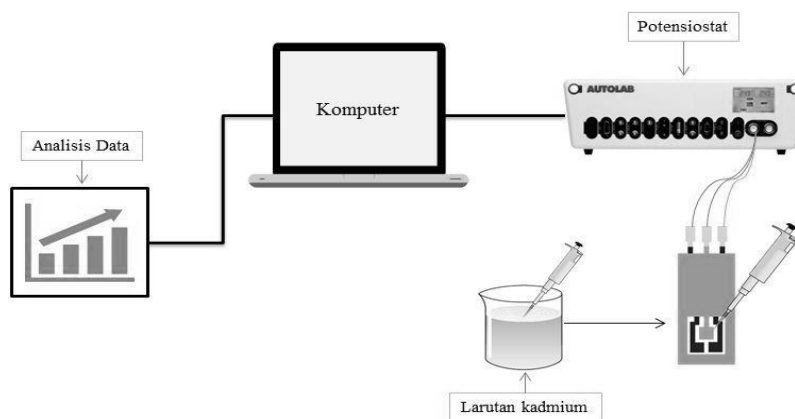 Potensiostat
AUTOLAB
Komputer
Analisis Data
Larutan kadmium